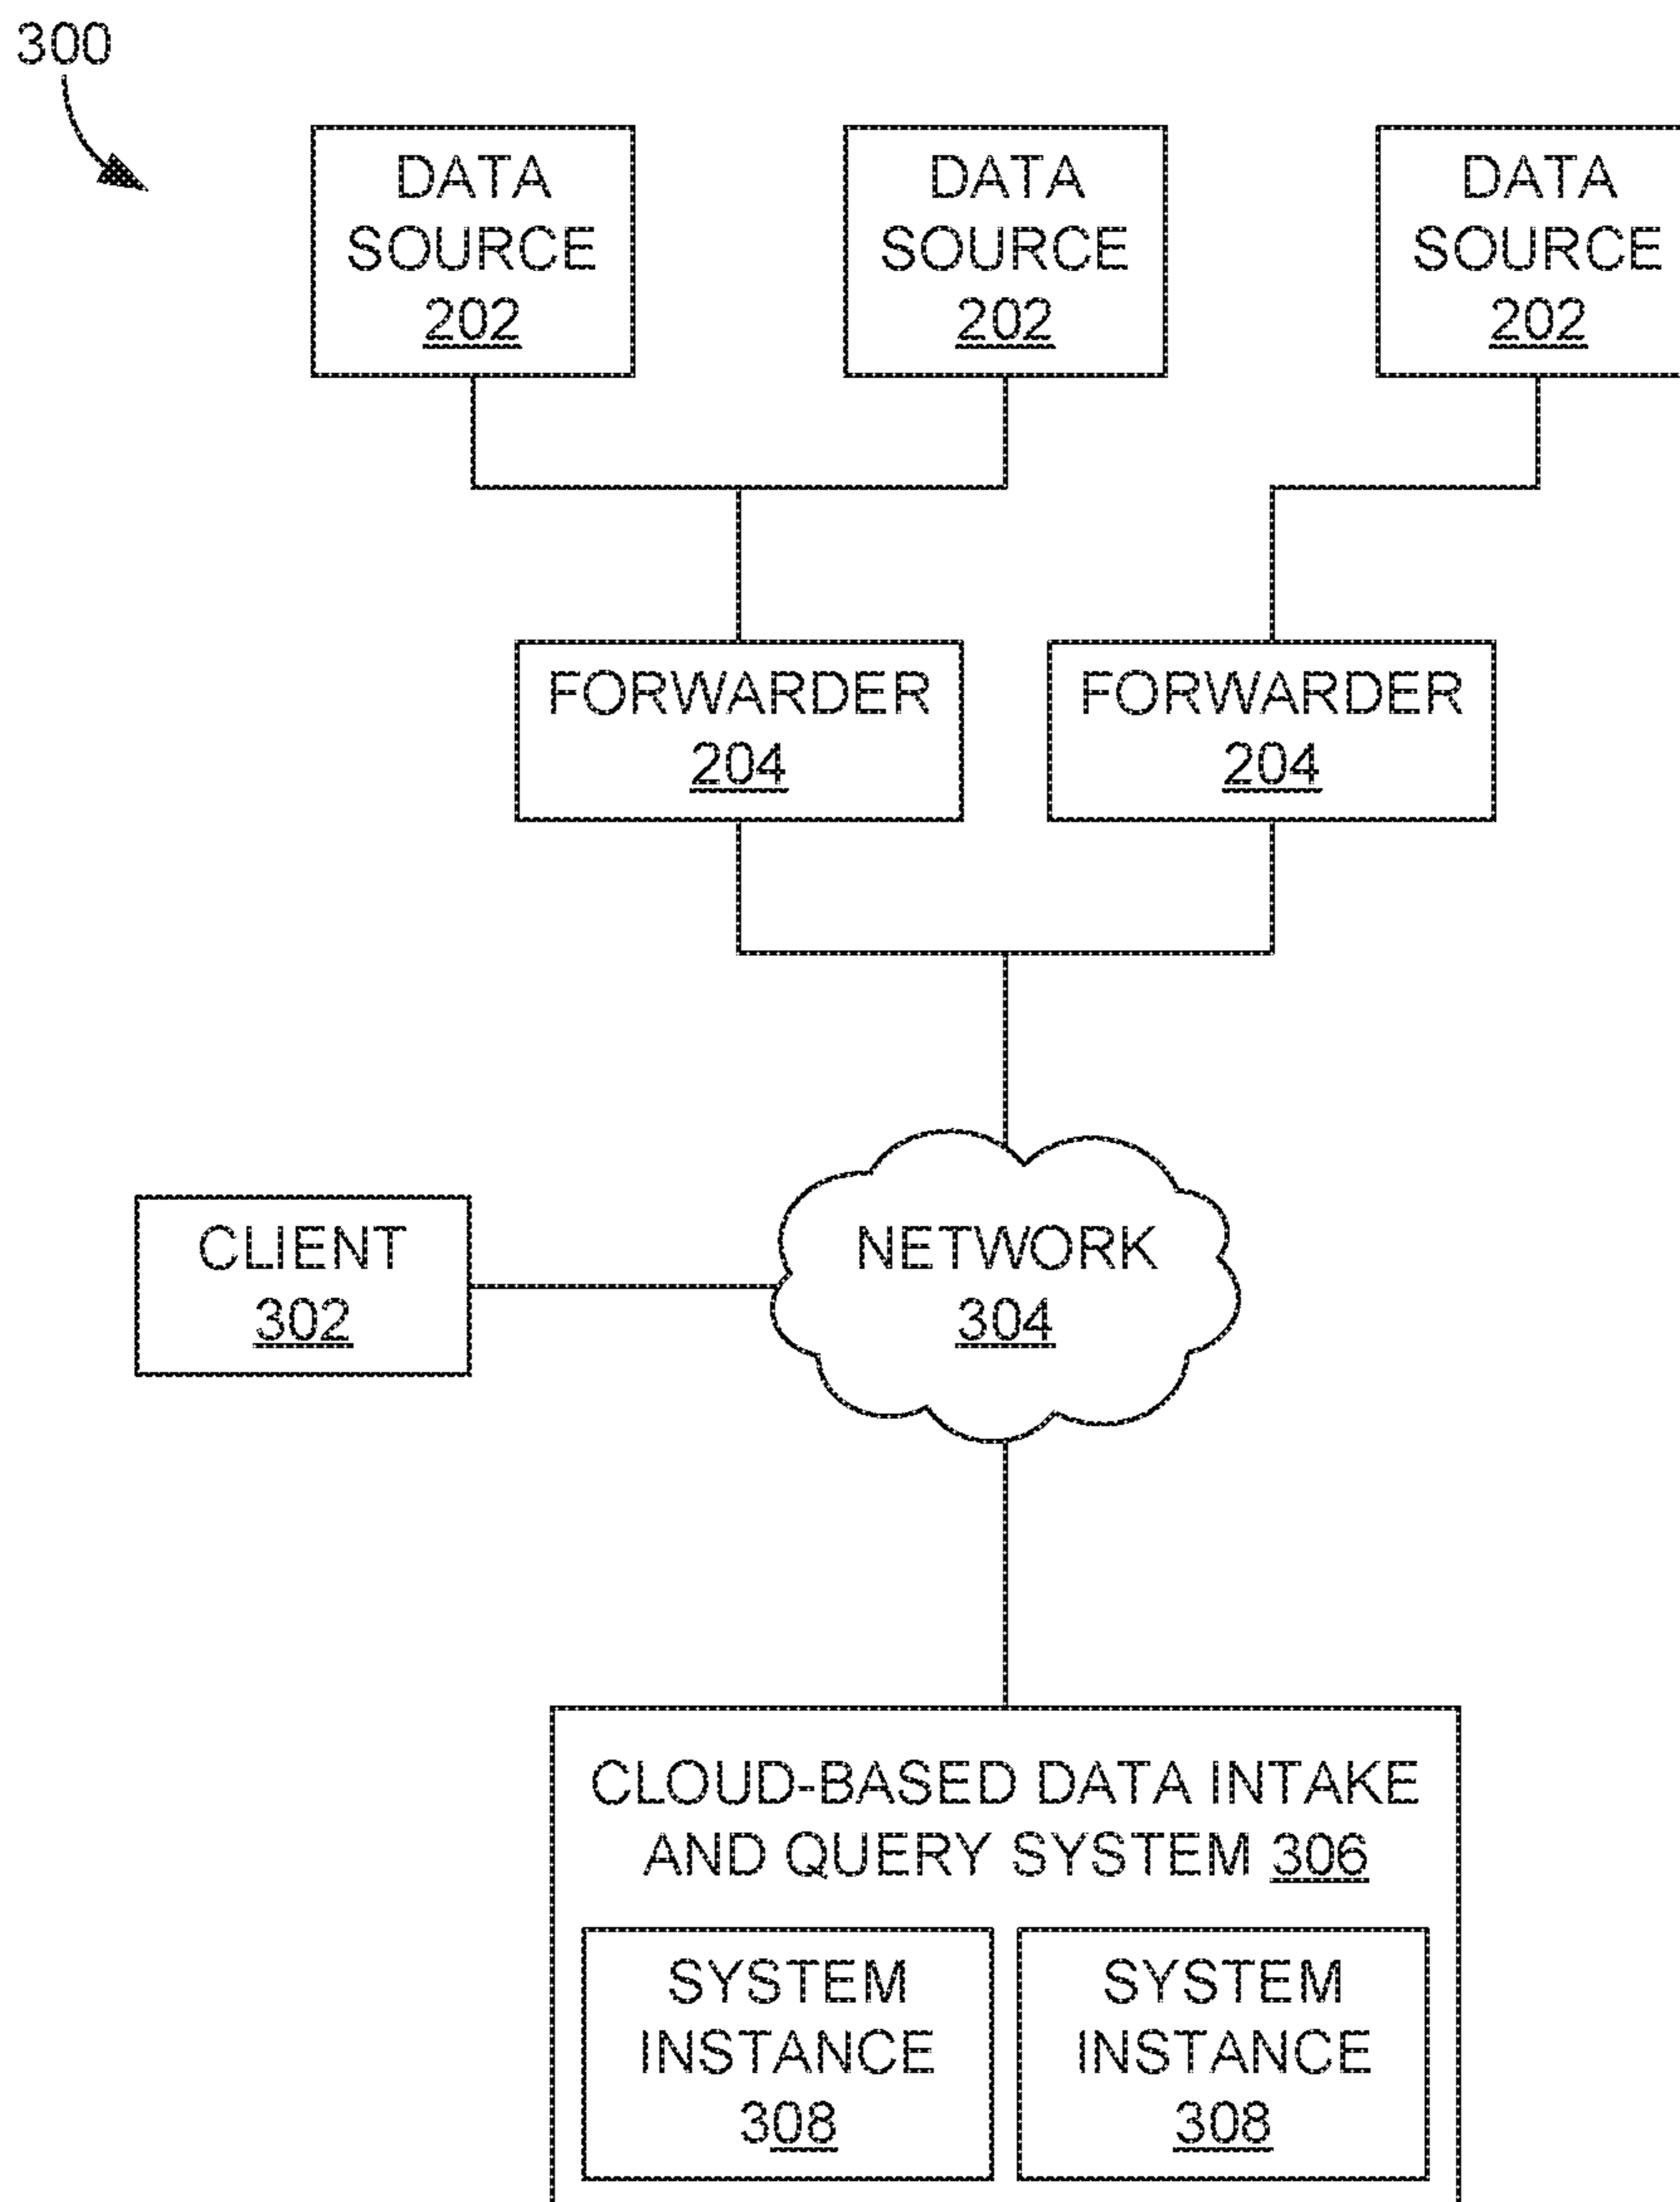 300
DATA
SOURCE
202
DATA
SOURCE
202
DATA
SOURCE
202
FORWARDER
204
FORWARDER
204
CLIENT
302
NETWORK
304
CLOUD-BASED DATA INTAKE
AND QUERY SYSTEM 306
SYSTEM
INSTANCE
308
SYSTEM
INSTANCE
308